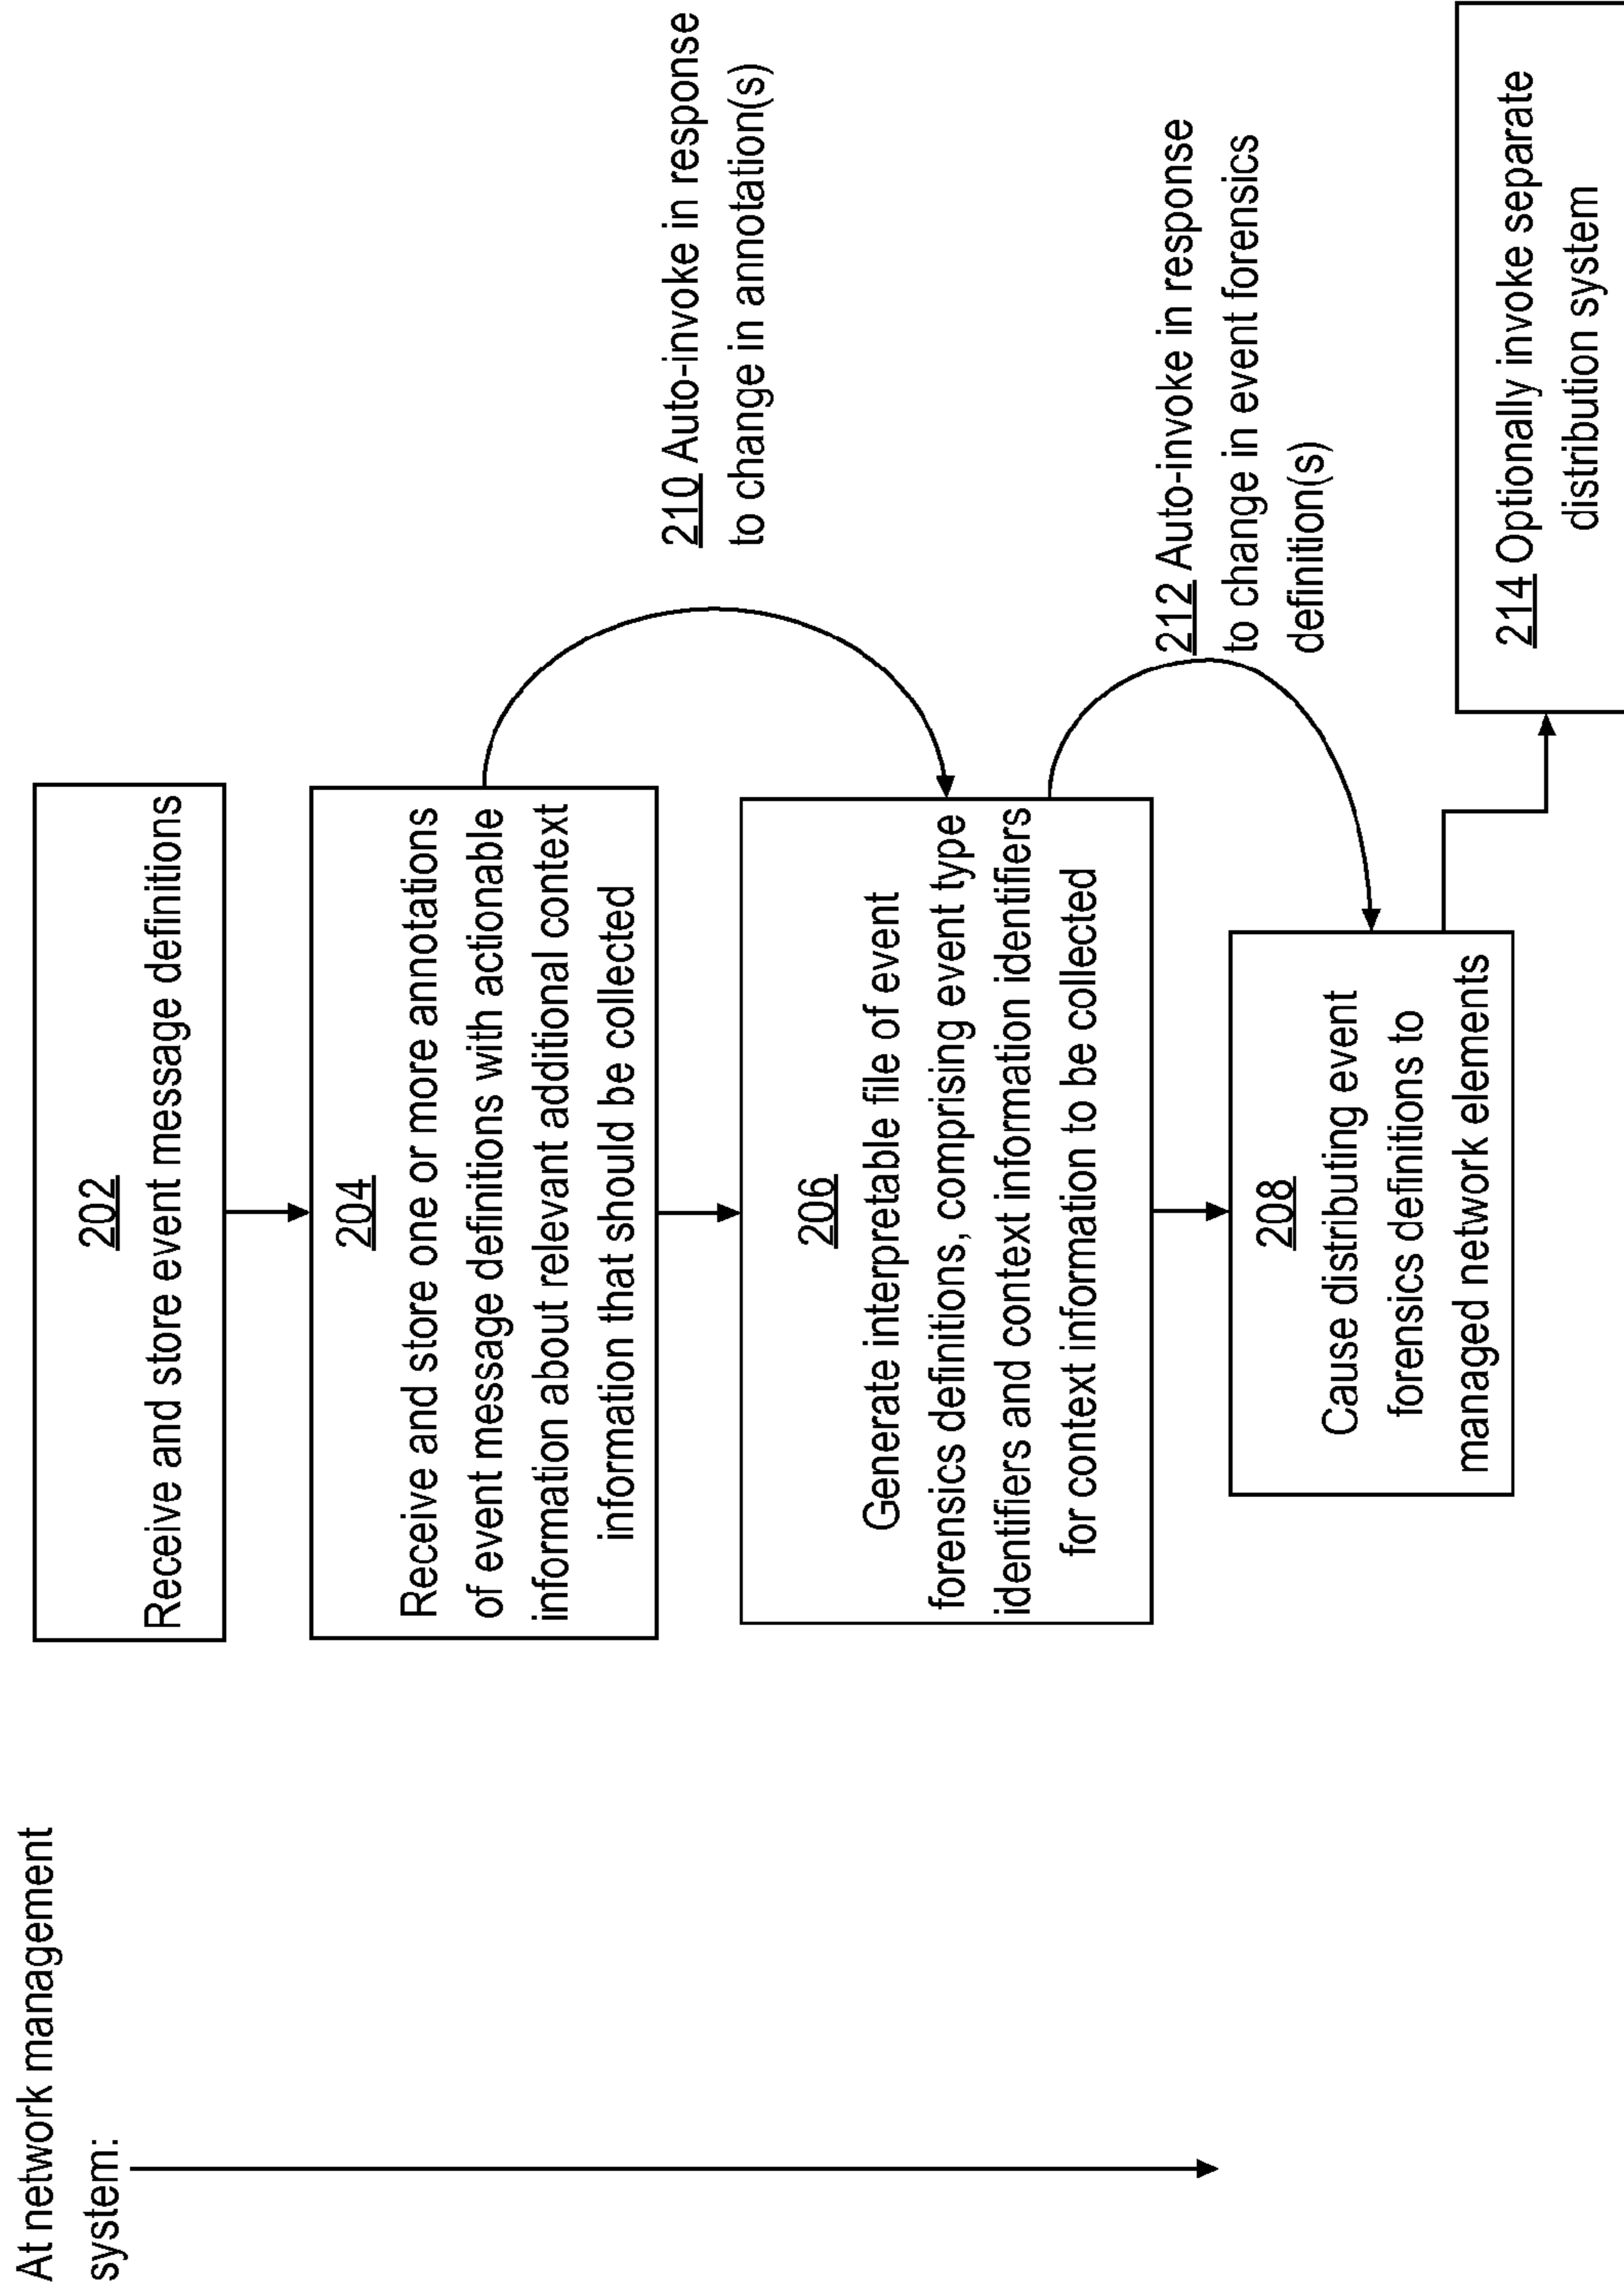 At network management
system:
202
Receive and store event message definitions
204
Receive and store one or more annotations
of event message definitions with actionable
information about relevant additional context
information that should be collected
210 Auto-invoke in response
to change in annotation(s)
206
Generate interpretable file of event
forensics definitions, comprising event type
identifiers and context information identifiers
for context information to be collected
212 Auto-invoke in response
to change in event forensics
definition(s)
208
Cause distributing event
forensics definitions to
managed network elements
214 Optionally invoke separate
distribution system